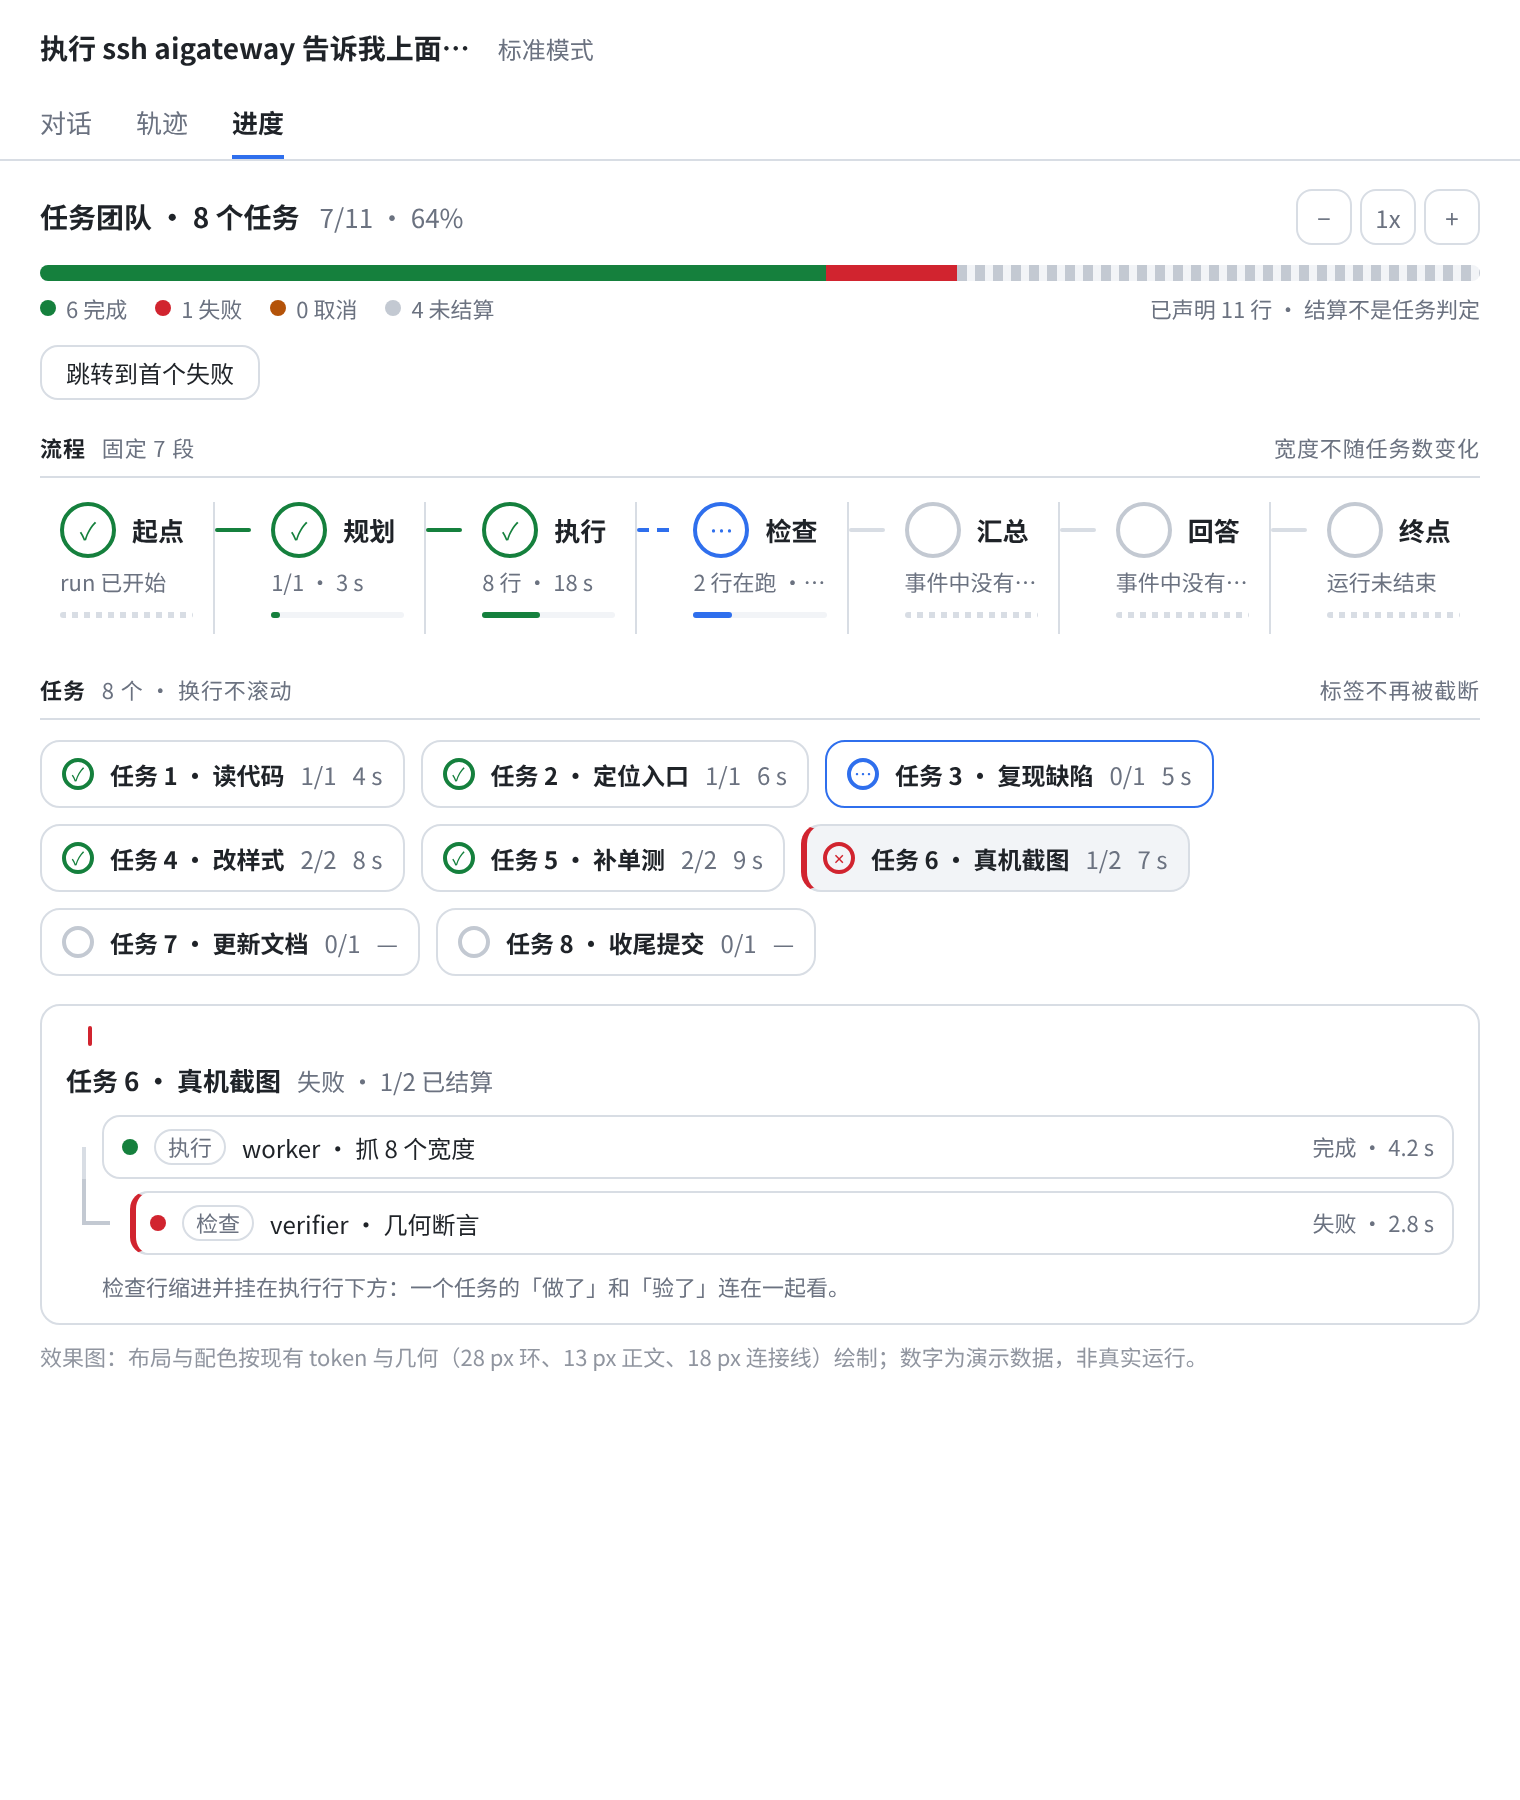 执行 ssh aigateway 告诉我上面… 标准模式
对话 轨迹 进度
任务团队 · 8 个任务 7/11 · 64% − 1x +
6 完成 1 失败 0 取消 4 未结算 已声明 11 行 · 结算不是任务判定
跳转到首个失败
流程 固定 7 段 宽度不随任务数变化
✓ 起点 ✓ 规划 ✓ 执行 … 检查 汇总 回答 终点
run 已开始 1/1 · 3 s 8 行 · 18 s 2 行在跑 ·… 事件中没有… 事件中没有… 运行未结束
任务 8 个 · 换行不滚动 标签不再被截断
✓ 任务 1 · 读代码 1/1 4 s ✓ 任务 2 · 定位入口 1/1 6 s … 任务 3 · 复现缺陷 0/1 5 s
✓ 任务 4 · 改样式 2/2 8 s ✓ 任务 5 · 补单测 2/2 9 s × 任务 6 · 真机截图 1/2 7 s
任务 7 · 更新文档 0/1 — 任务 8 · 收尾提交 0/1 —
任务 6 · 真机截图 失败 · 1/2 已结算
执行 worker · 抓 8 个宽度 完成 · 4.2 s
检查 verifier · 几何断言 失败 · 2.8 s
检查行缩进并挂在执行行下方：一个任务的「做了」和「验了」连在一起看。
效果图：布局与配色按现有 token 与几何（28 px 环、13 px 正文、18 px 连接线）绘制；数字为演示数据，非真实运行。